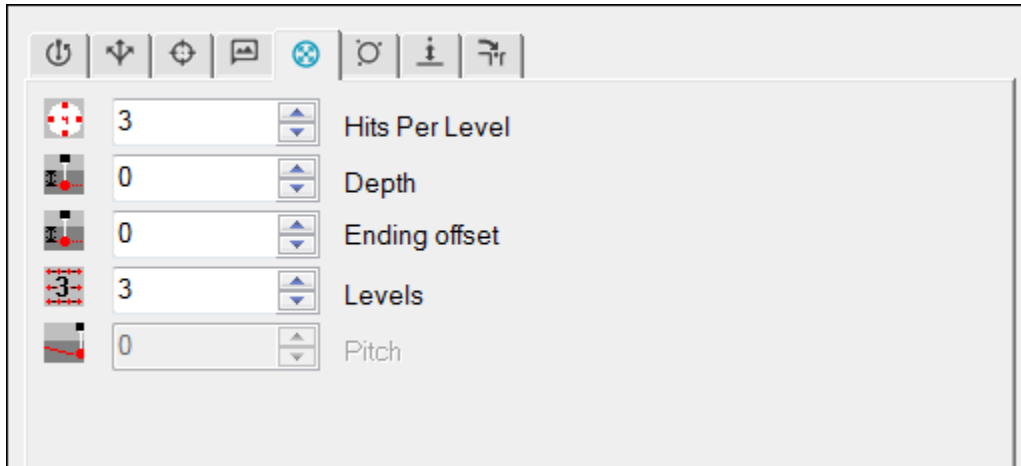 3 Hits Per Level
0 Depth
0 Ending offset
3 Levels
0 Pitch